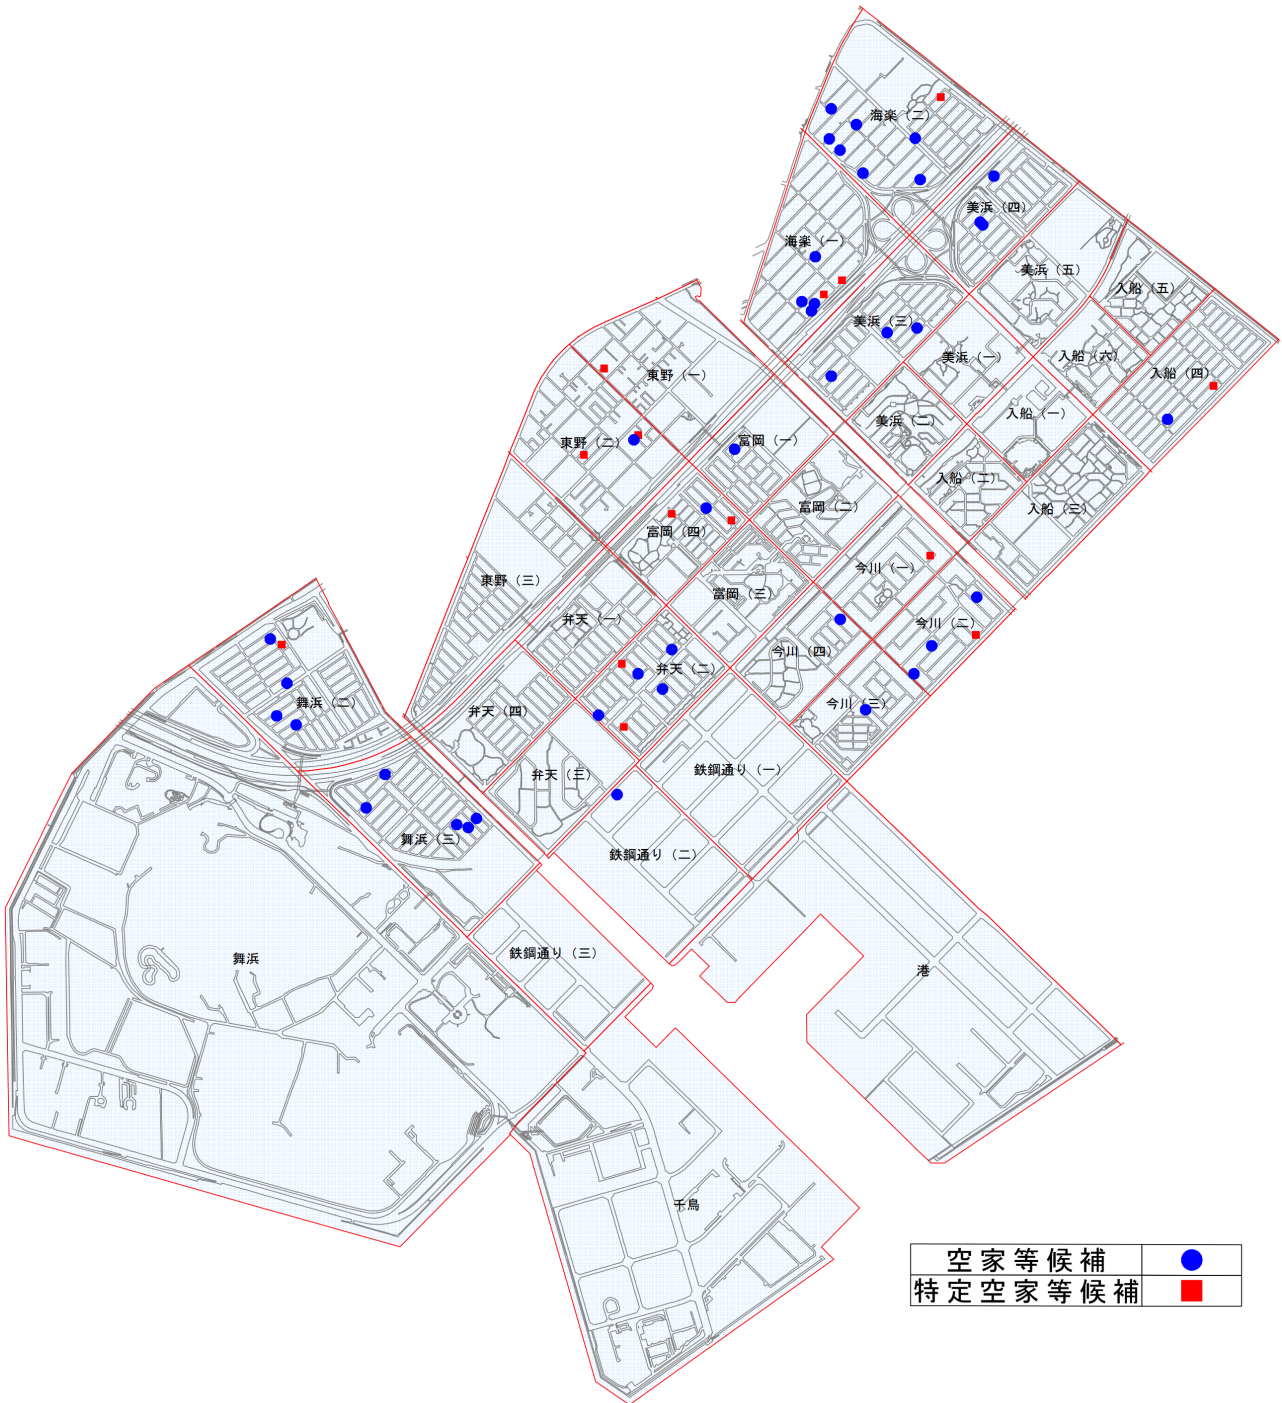 海楽（二）
美浜（四）
海楽（一）
美浜（五）
入船（五）
美浜（三）
美浜（一）
入船（六）
入船（四）
東野（一）
入船（一）
美浜（二）
富岡（一）
東野（二）
入船（二）
富岡（二）
入船（三）
富岡（四）
今川（一）
東野（三）
富岡（三）
弁天（一）
今川（二）
今川（四）
弁天（二）
舞浜（二）
今川（三）
弁天（四）
鉄鋼通り（一）
弁天（三）
舞浜（三）
鉄鋼通り（二）
鉄鋼通り（三）
舞浜
港
千鳥
空家等候補
特定空家等候補